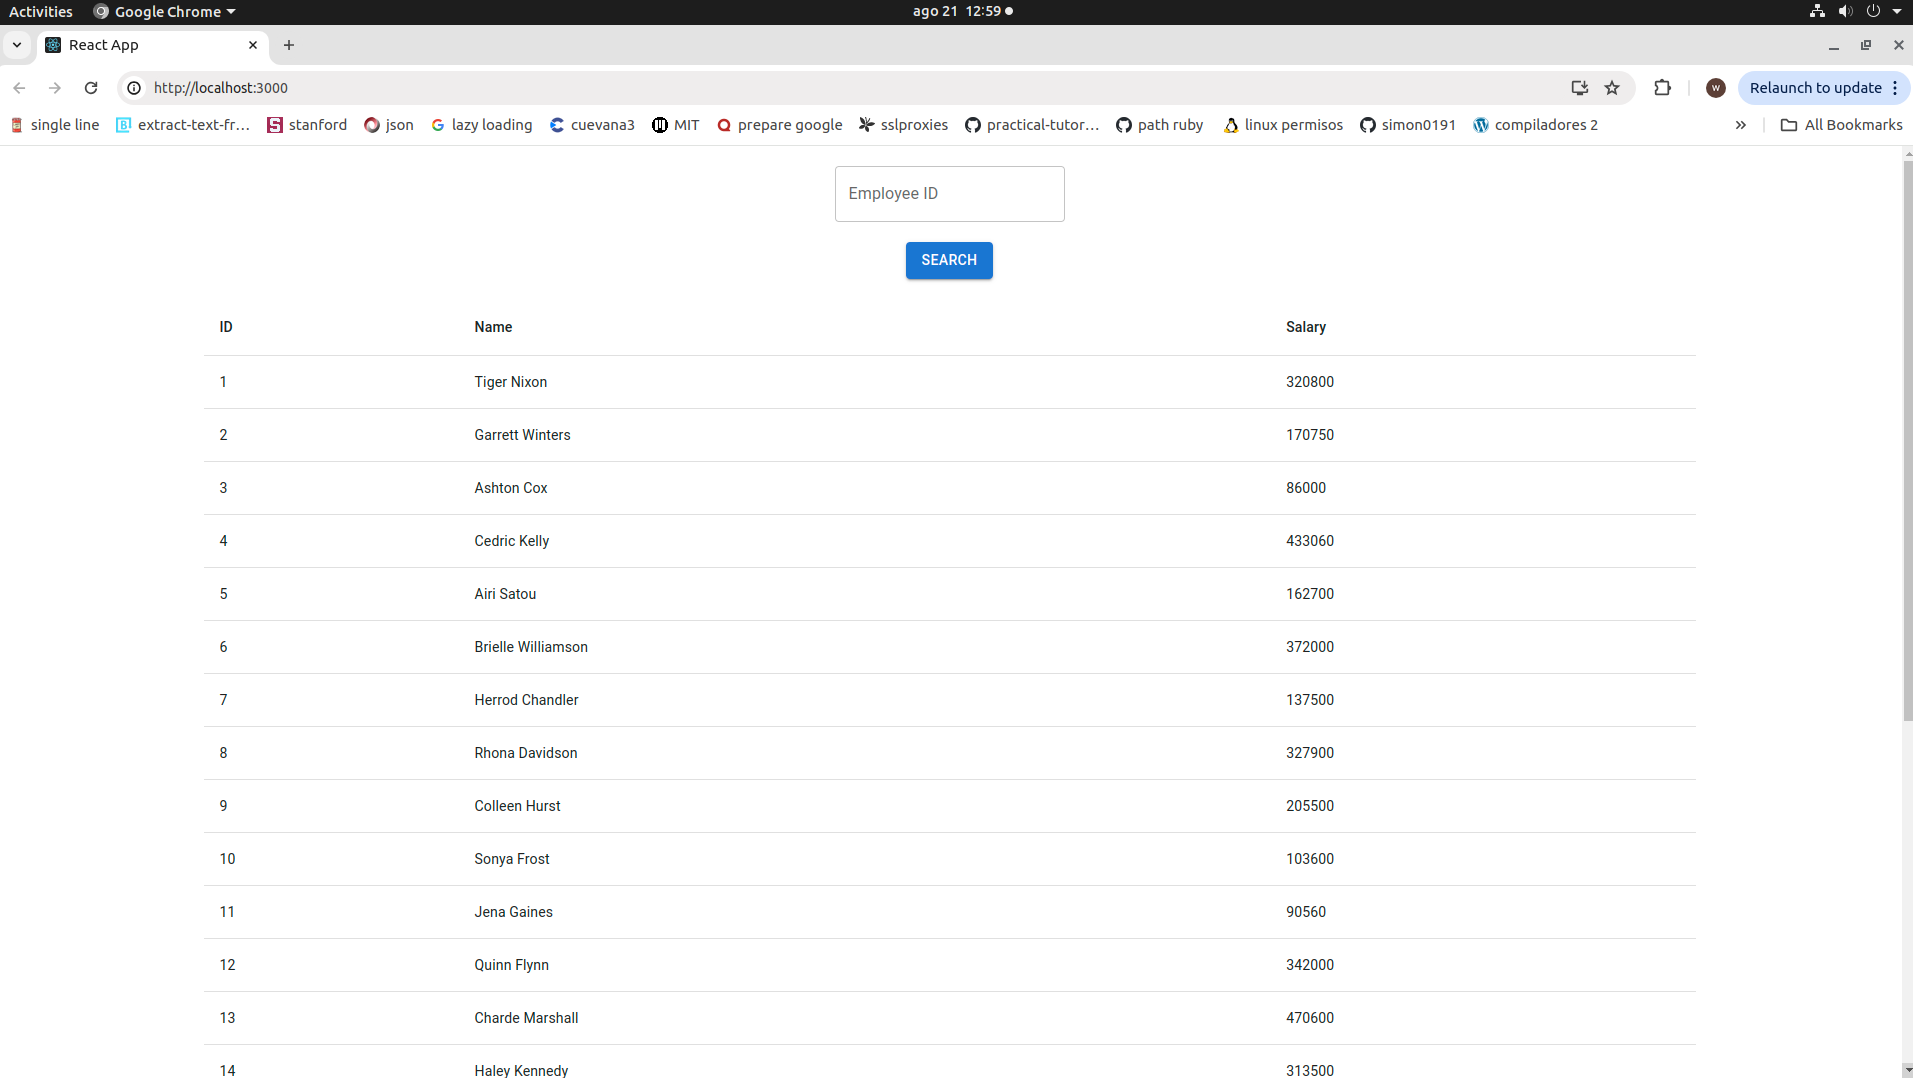 Activities Google Chrome ago 21 12:59
React App
http://localhost:3000 W Relaunch to update
single line extract-text-fr... stanford json lazy loading cuevana3 MIT prepare google sslproxies practical-tutor... path ruby linux permisos simon0191 compiladores 2 » All Bookmarks
Employee ID
SEARCH
ID Name Salary
1 Tiger Nixon 320800
2 Garrett Winters 170750
3 Ashton Cox 86000
4 Cedric Kelly 433060
5 Airi Satou 162700
6 Brielle Williamson 372000
7 Herrod Chandler 137500
8 Rhona Davidson 327900
9 Colleen Hurst 205500
10 Sonya Frost 103600
11 Jena Gaines 90560
12 Quinn Flynn 342000
13 Charde Marshall 470600
14 Haley Kennedy 313500